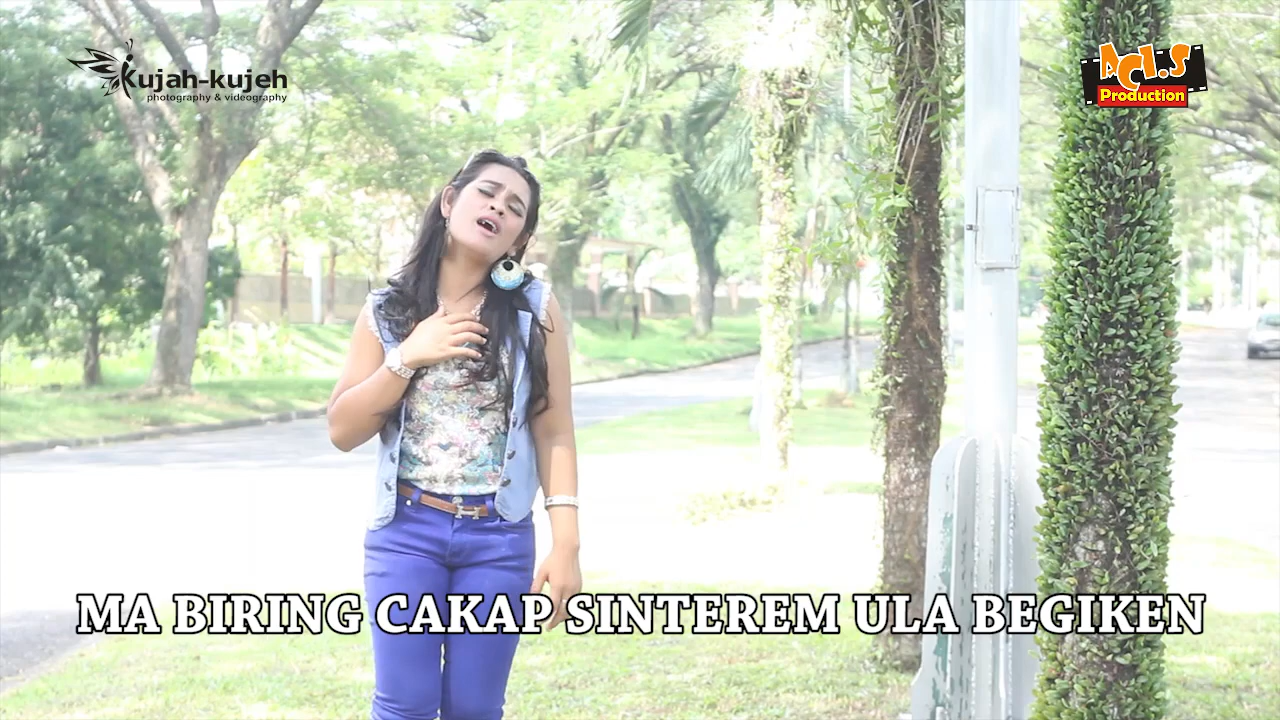 Kujah-kujeh
photography & videography
ACI.S
Production
MA BIRING CAKAP SINTEREM ULA BEGIKEN